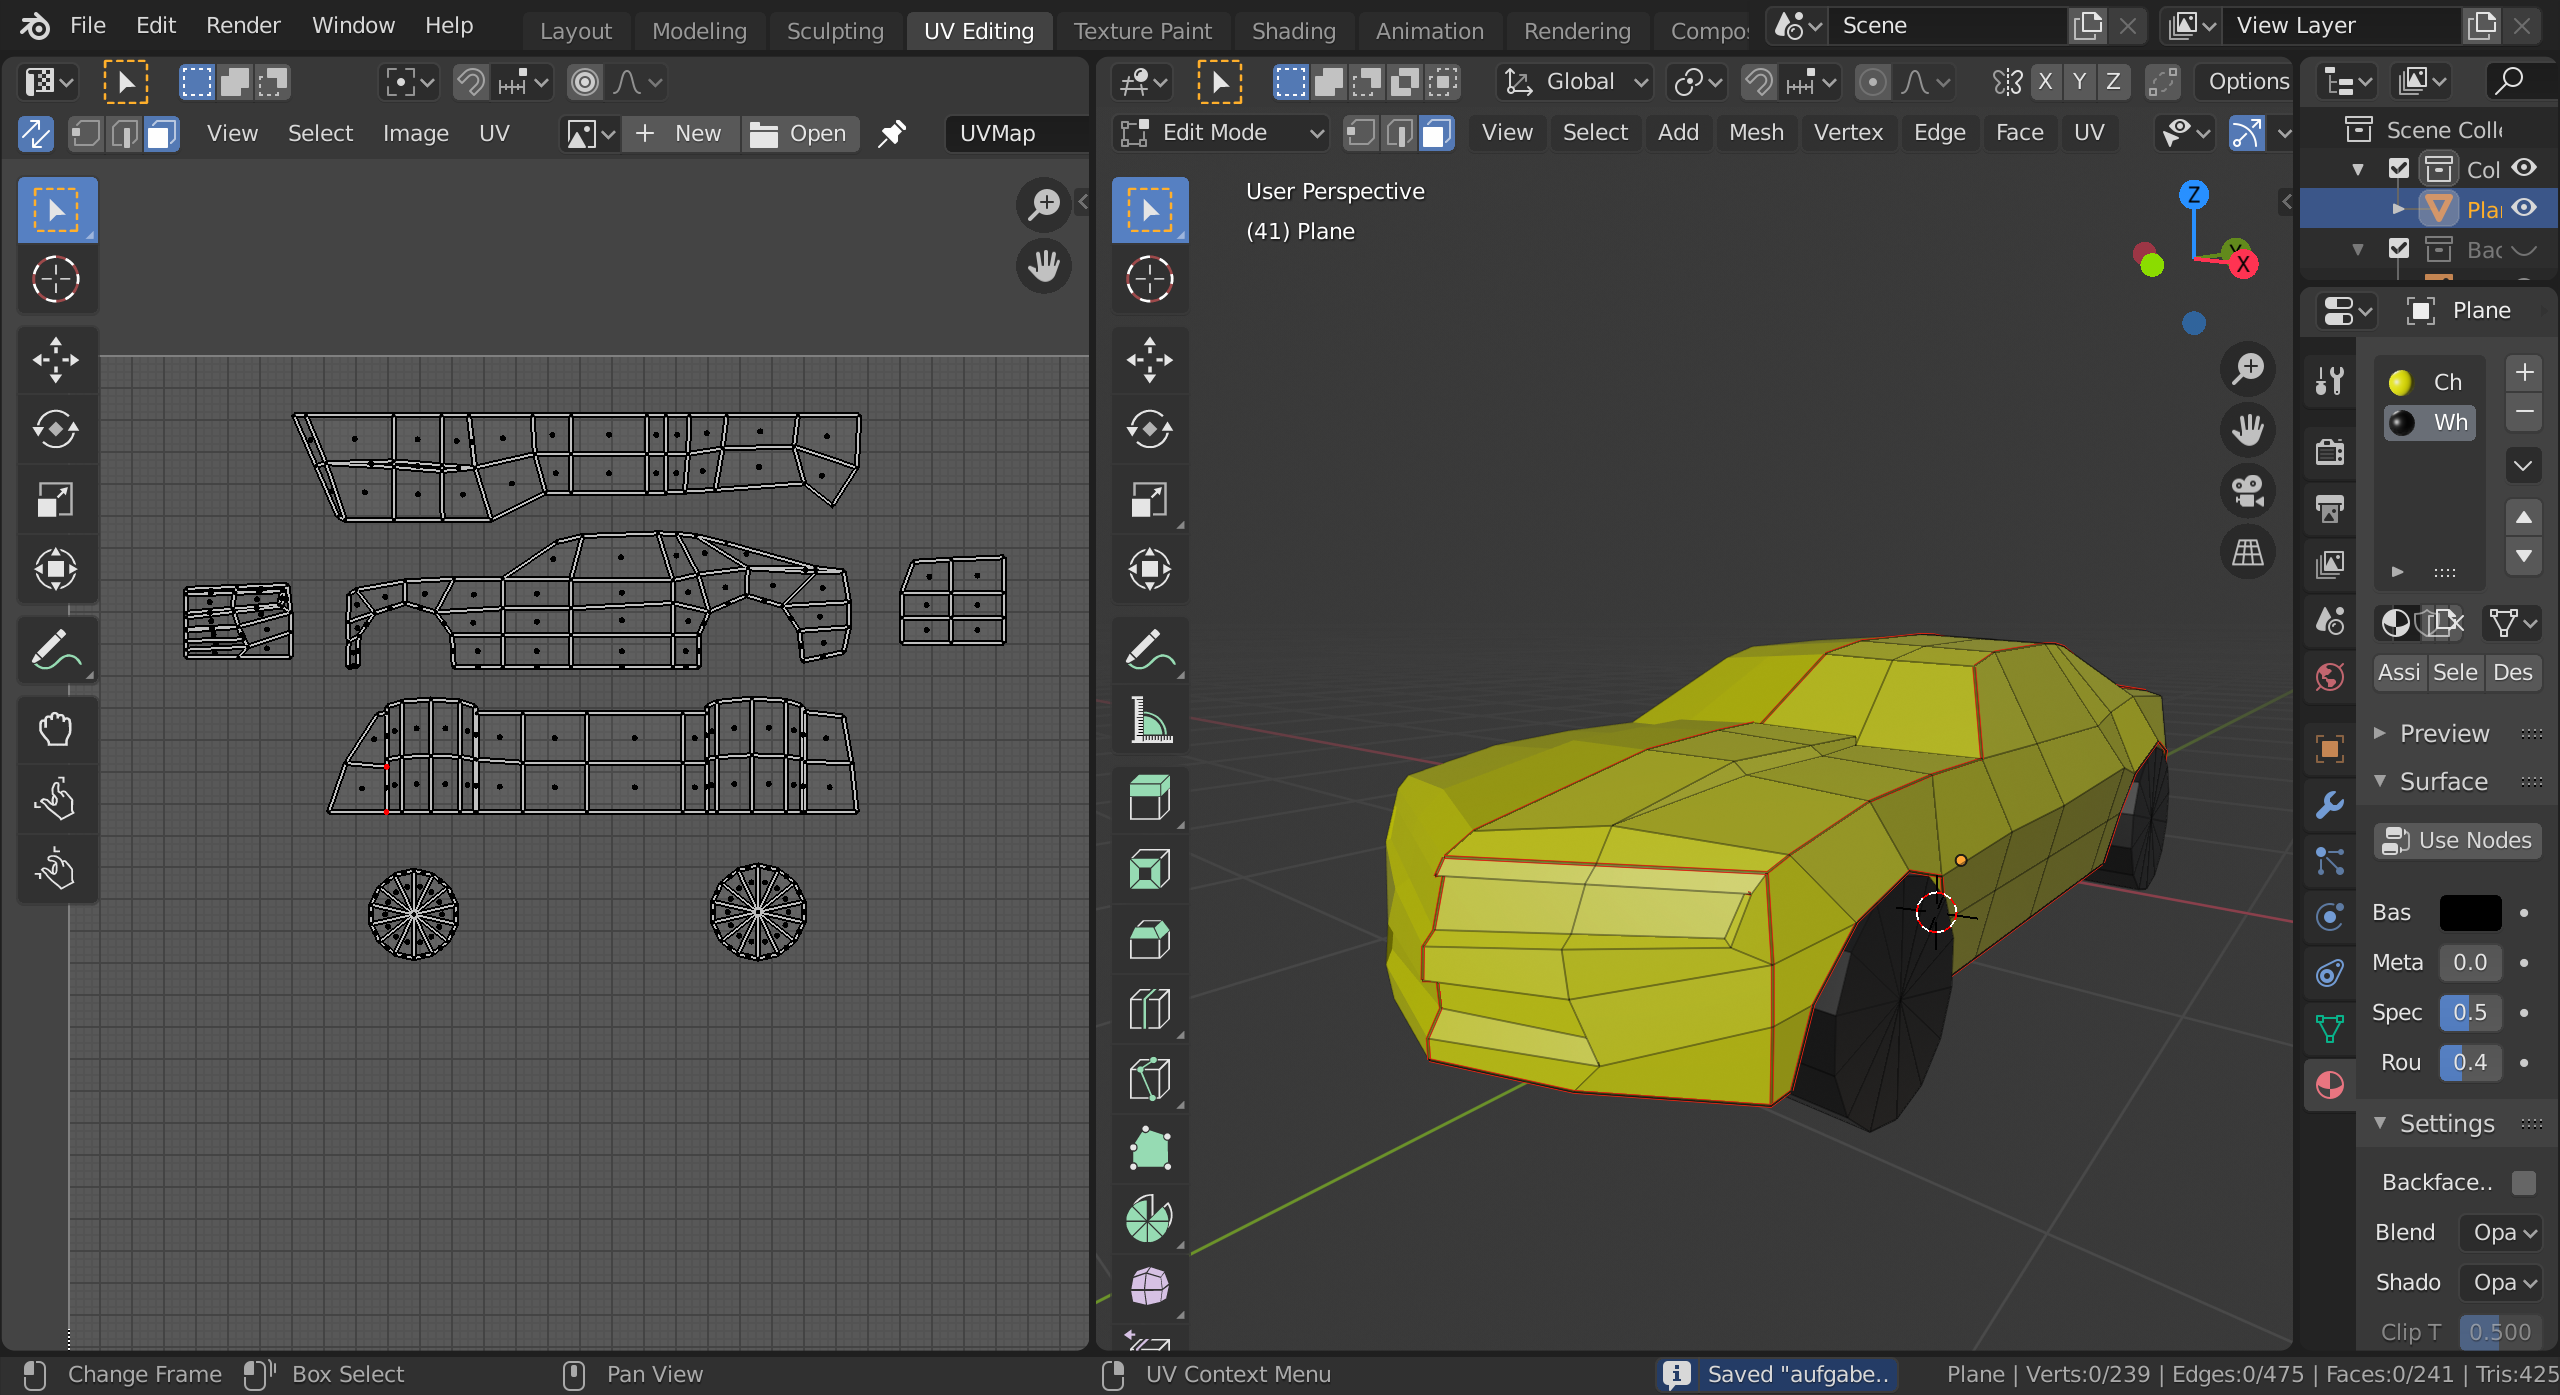 File Edit Render Window Help Layout Modeling Sculpting UV Editing Texture Paint Shading Animation Rendering Compo Scene View Layer
Global X Y Z Options
View Select Image UV New Open UVMap
Edit Mode View Select Add Mesh Vertex Edge Face UV
Scene Colle
Col
Pla
Bac
User Perspective
(41) Plane
Z
Y
X
Plane
Ch
Wh
Assi Sele Des
Preview
Surface
Use Nodes
Bas
Meta 0.0
Spec 0.5
Rou 0.4
Settings
Backface..
Blend Opa
Shado Opa
Clip T 0.500
Change Frame Box Select Pan View UV Context Menu Saved "aufgabe.. Plane | Verts:0/239 | Edges:0/475 | Faces:0/241 | Tris:425